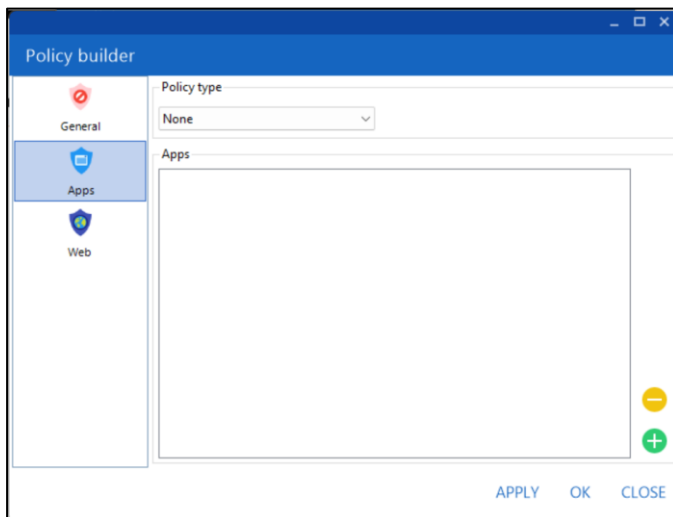 Policy builder
General
Apps
Web
Policy type
None
Apps
APPLY OK CLOSE